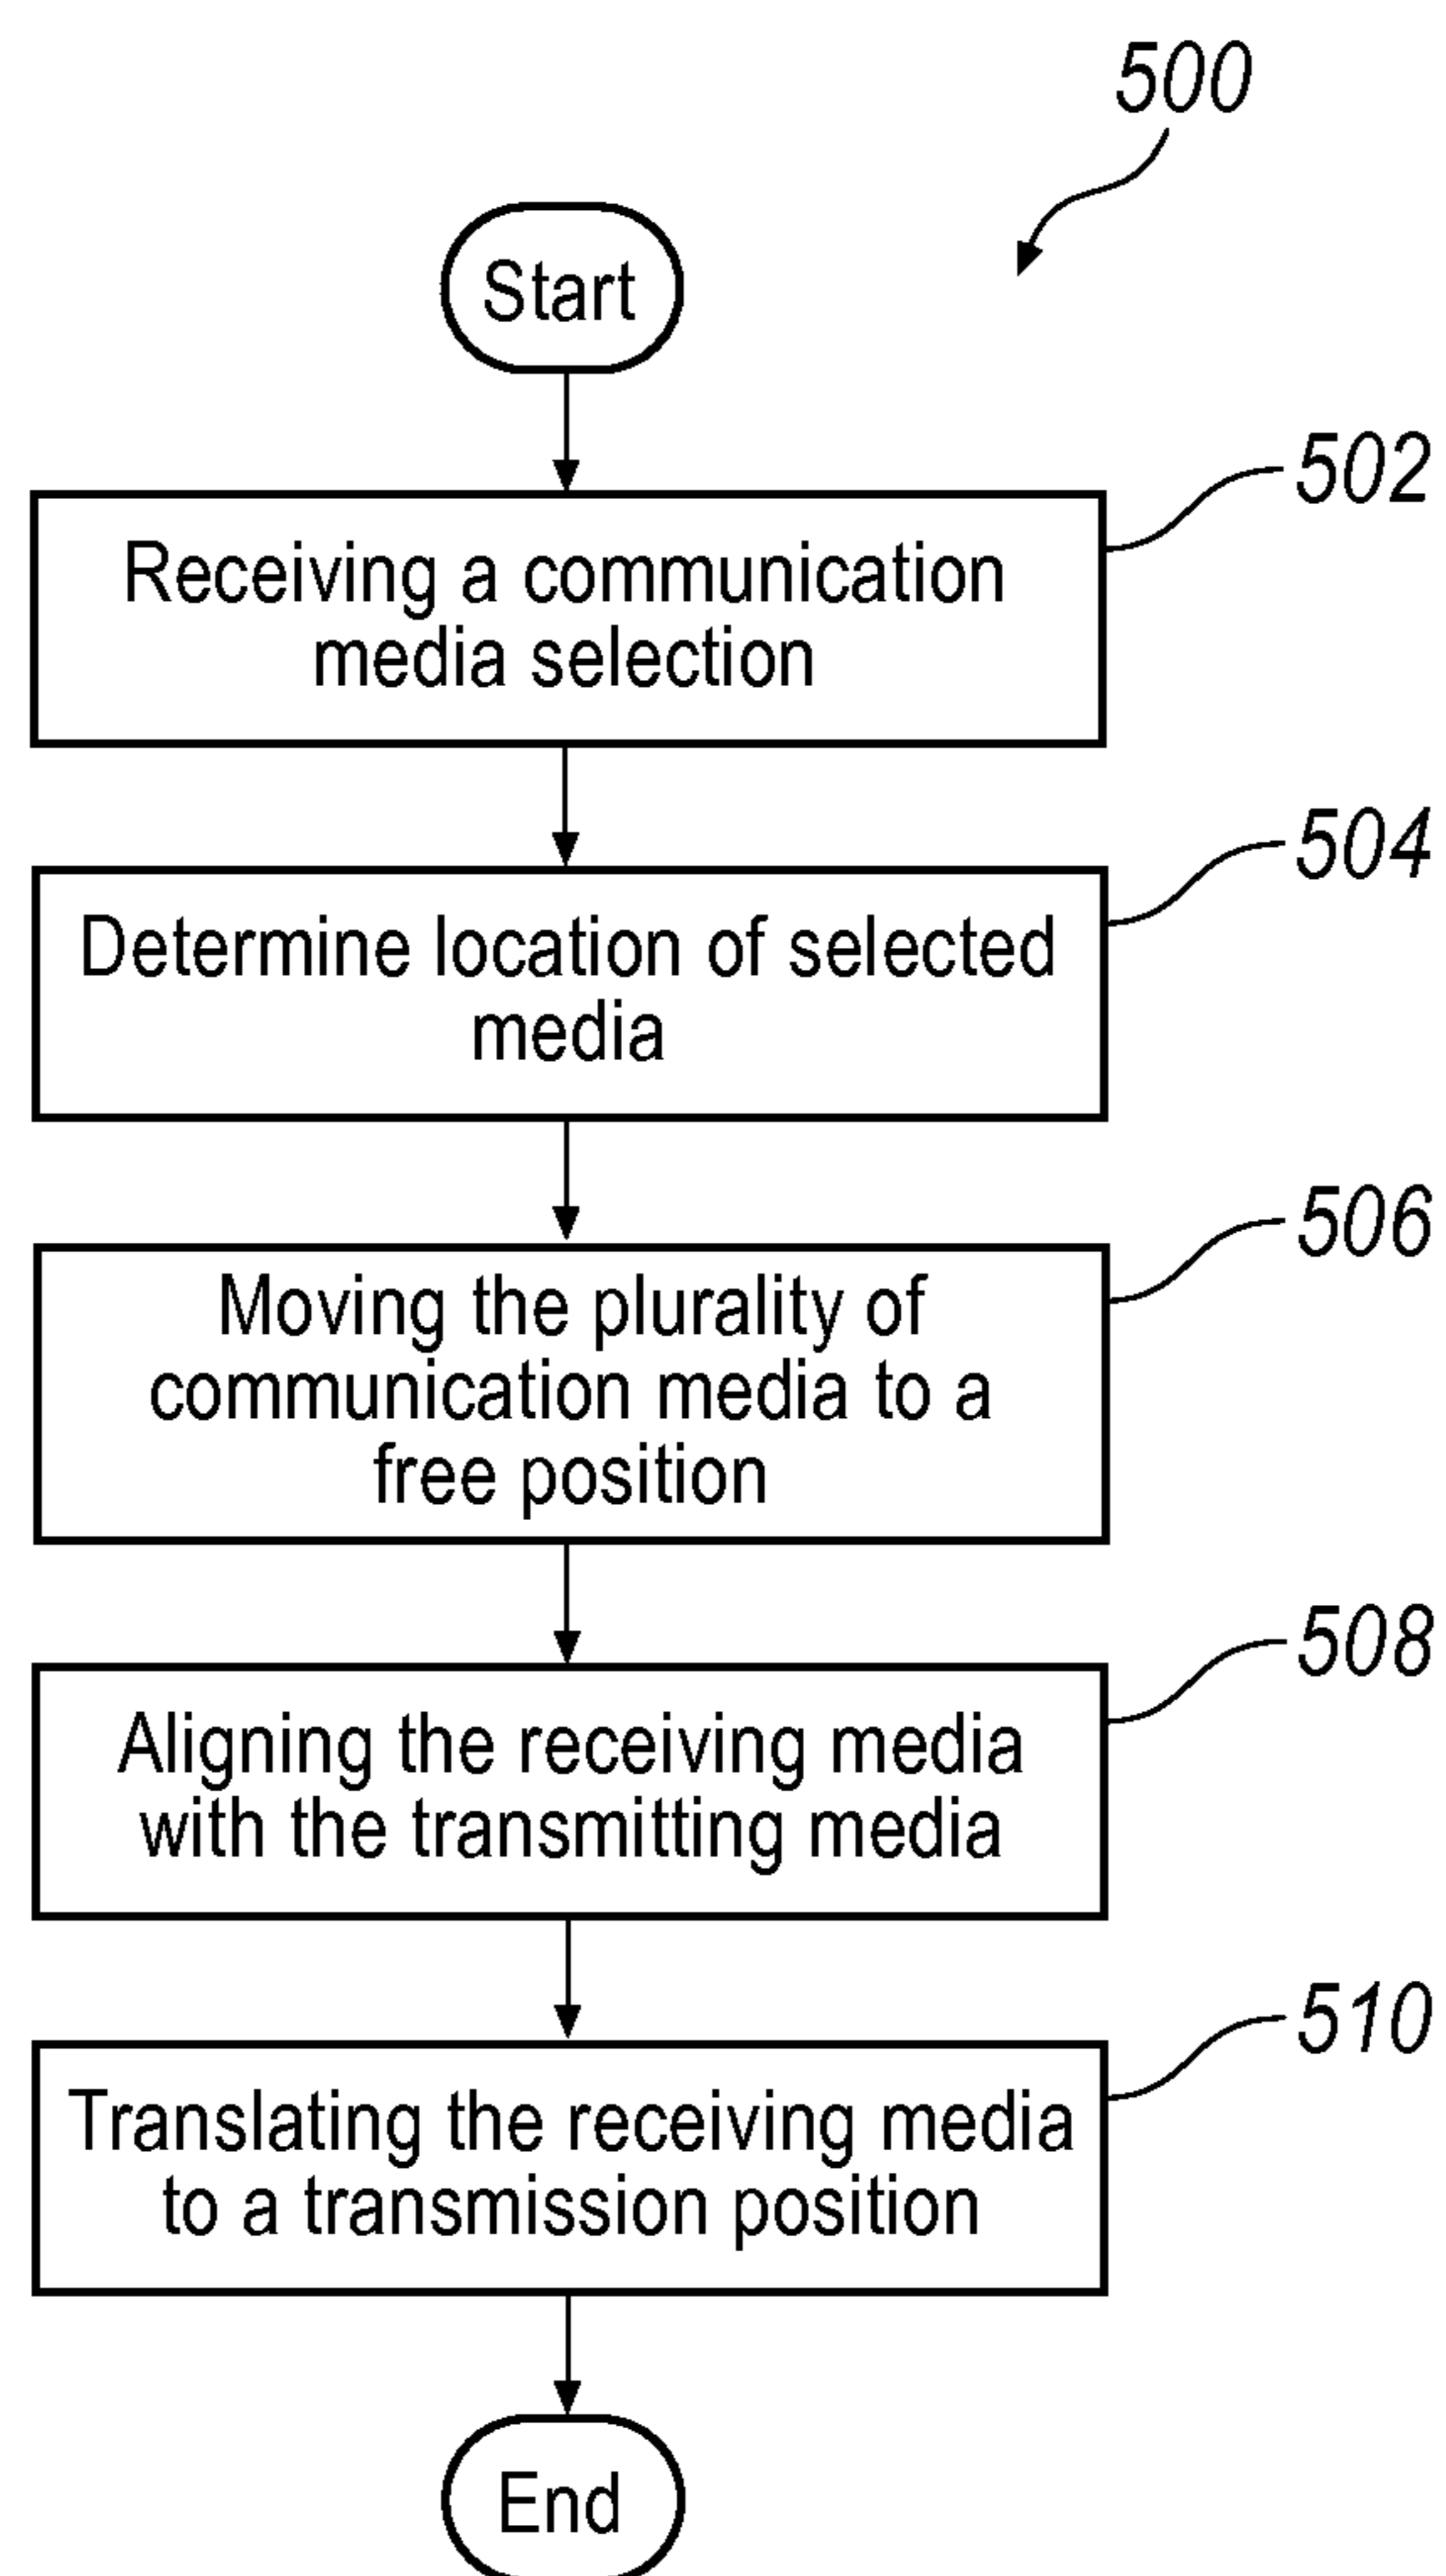 500
Start
502
Receiving a communication
media selection
504
Determine location of selected
media
506
Moving the plurality of
communication media to a
free position
508
Aligning the receiving media
with the transmitting media
510
Translating the receiving media
to a transmission position
End